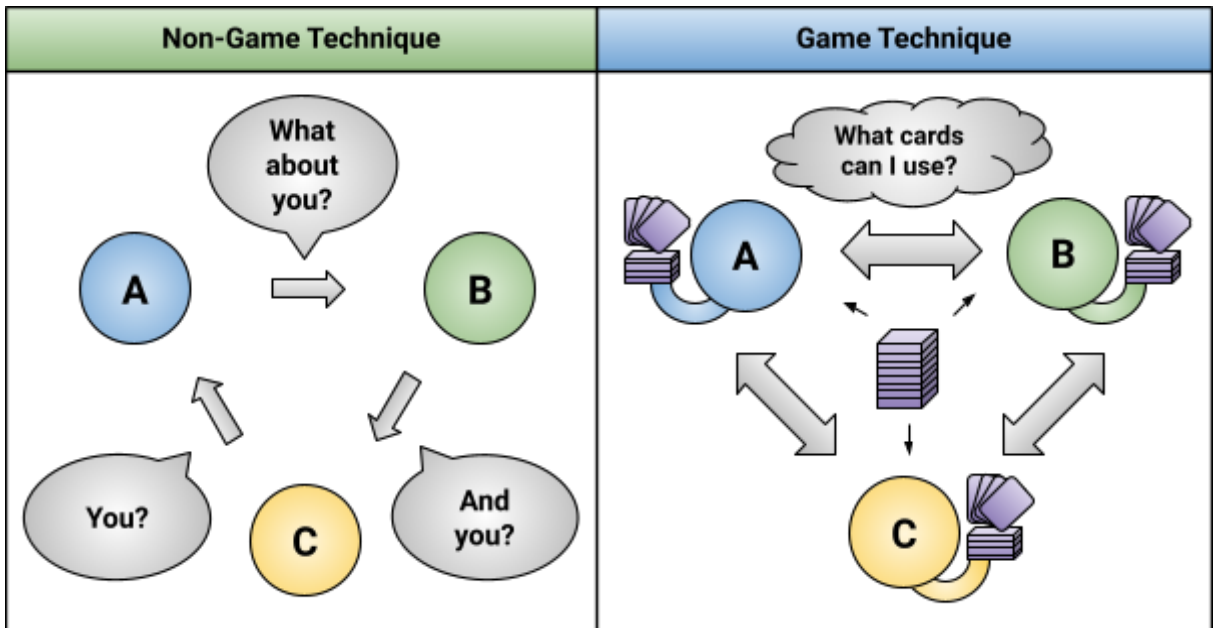 Non-Game Technique
What
about
you?
A
B
You?
C
And
you?
Game Technique
What cards
can I use?
A
B
C